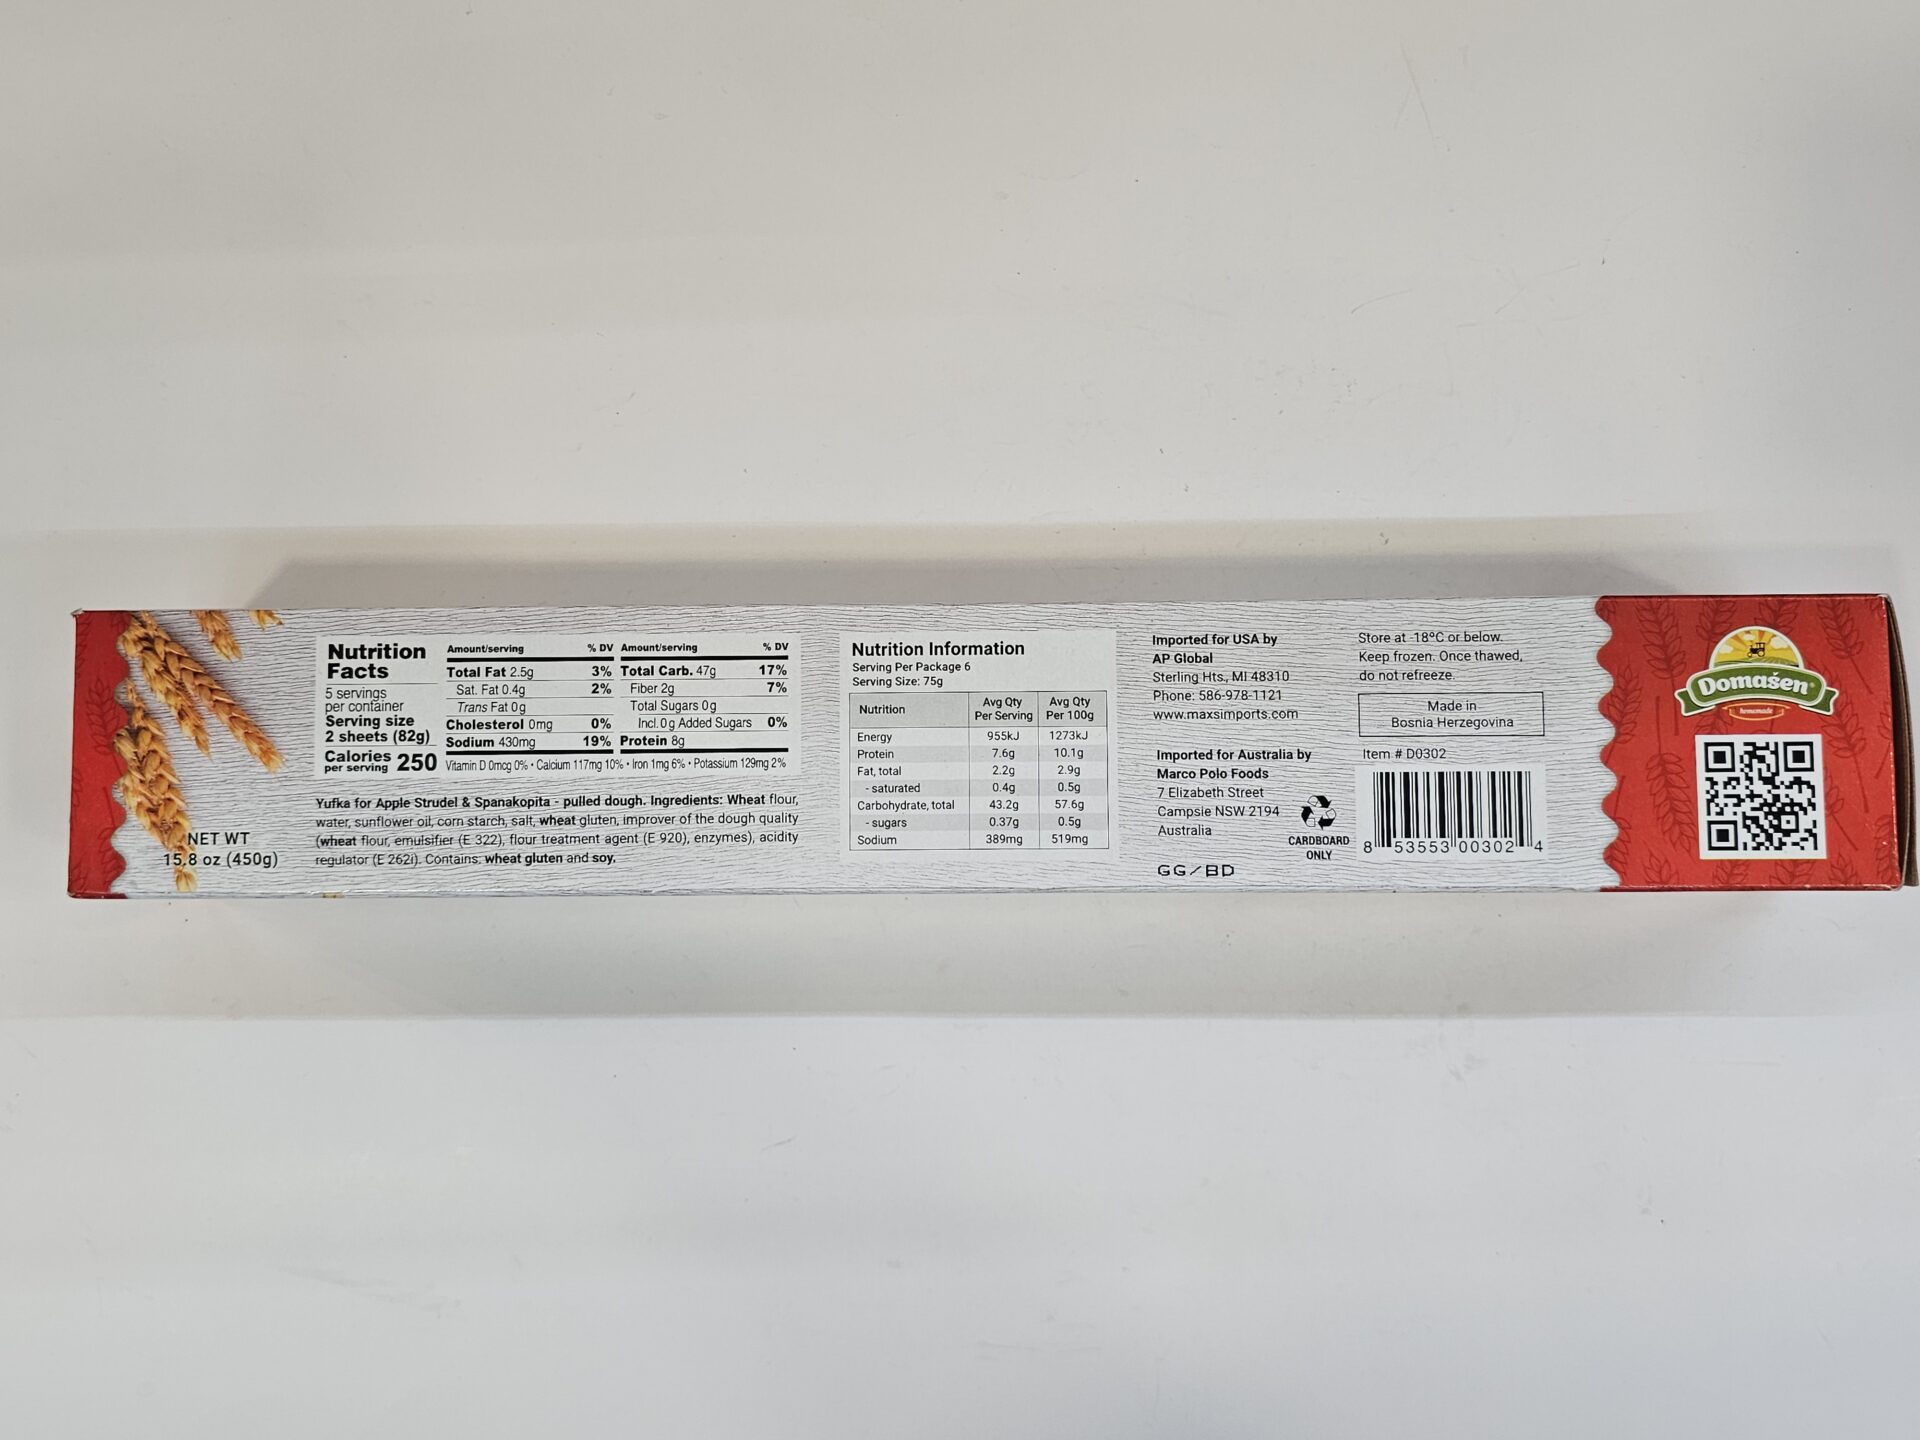 NET WT
15.8 oz (450g)
Nutrition
Facts
5 servings
per container
Serving size
2 sheets (82g)
Calories
per serving 250
Amount/serving % DV
Total Fat 2.5g 3%
Sat. Fat 0.4g 2%
Trans Fat 0g
Cholesterol 0mg 0%
Sodium 430mg 19%
Amount/serving % DV
Total Carb. 47g 17%
Fiber 2g 7%
Total Sugars 0g
Incl. 0g Added Sugars 0%
Protein 8g
Vitamin D 0mcg 0% • Calcium 117mg 10% • Iron 1mg 6% • Potassium 129mg 2%
Yufka for Apple Strudel & Spanakopita - pulled dough. Ingredients: Wheat flour,
water, sunflower oil, corn starch, salt, wheat gluten, improver of the dough quality
(wheat flour, emulsifier (E 322), flour treatment agent (E 920), enzymes), acidity
regulator (E 262i). Contains: wheat gluten and soy.
Nutrition Information
Serving Per Package 6
Serving Size: 75g
Nutrition Avg Qty Per Serving Avg Qty Per 100g
Energy 955kJ 1273kJ
Protein 7.6g 10.1g
Fat, total 2.2g 2.9g
- saturated 0.4g 0.5g
Carbohydrate, total 43.2g 57.6g
- sugars 0.37g 0.5g
Sodium 389mg 519mg
Imported for USA by
AP Global
Sterling Hts., MI 48310
Phone: 586-978-1121
www.maxsimports.com
Imported for Australia by
Marco Polo Foods
7 Elizabeth Street
Campsie NSW 2194
Australia
GG/BD
CARDBOARD
ONLY
Store at -18°C or below.
Keep frozen. Once thawed,
do not refreeze.
Made in
Bosnia Herzegovina
Item # D0302
8 53553 00302 4
Domaśen®
homemade